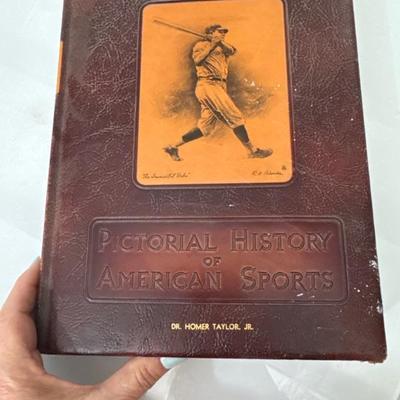 "The Immortal Babe"
PICTORIAL HISTORY
OF
AMERICAN SPORTS
DR. HOMER TAYLOR, JR.